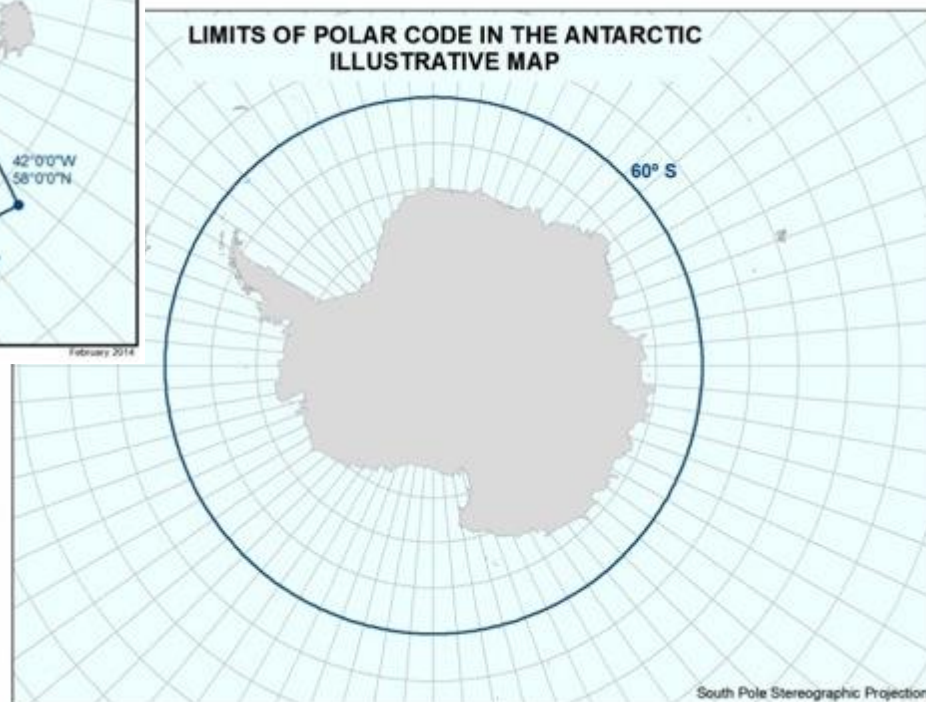 LIMITS OF POLAR CODE IN THE ANTARCTIC
ILLUSTRATIVE MAP
42°0'0"W
58°0'0"N
60° S
February 2014
South Pole Stereographic Projection